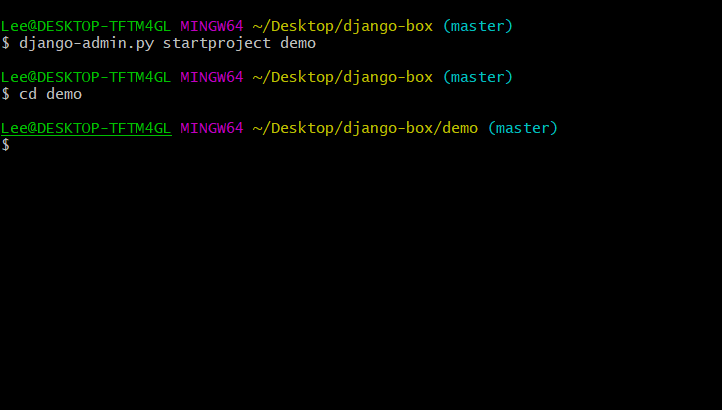 Lee@DESKTOP-TFTM4GL MINGW64 ~/Desktop/django-box (master)
$ django-admin.py startproject demo
Lee@DESKTOP-TFTM4GL MINGW64 ~/Desktop/django-box (master)
$ cd demo
Lee@DESKTOP-TFTM4GL MINGW64 ~/Desktop/django-box/demo (master)
$